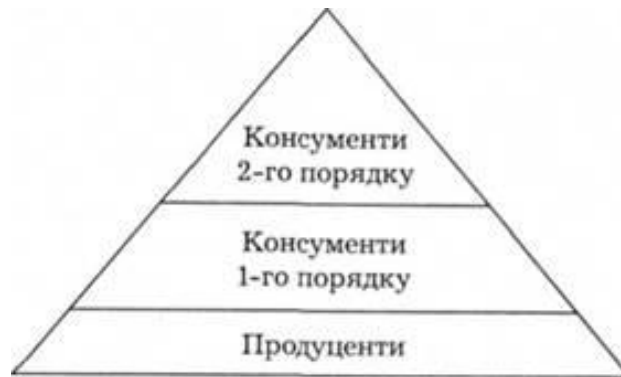 Консументи
2-го порядку
Консументи
1-го порядку
Продуценти